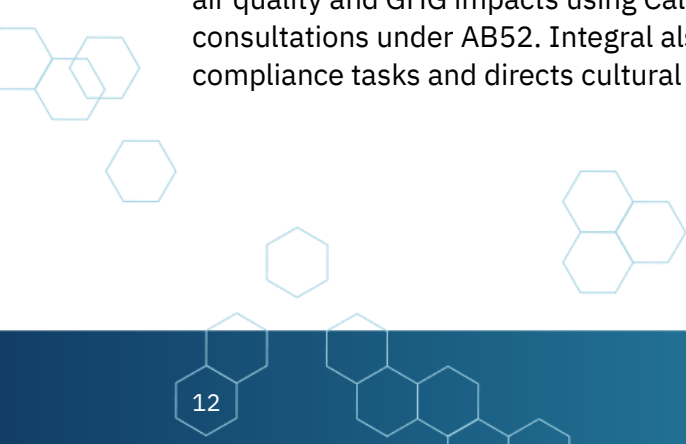 air quality and GHG impacts using Cal
consultations under AB52. Integral als
compliance tasks and directs cultural
12